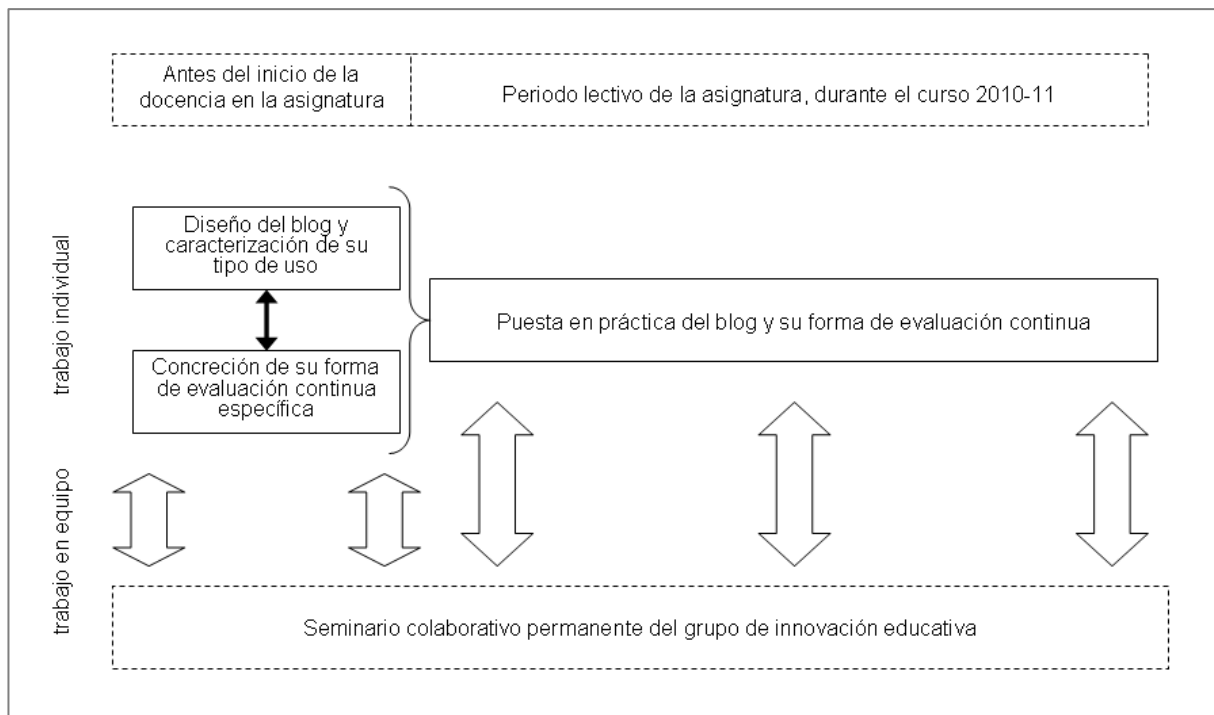 Antes del inicio de la
docencia en la asignatura
Periodo lectivo de la asignatura, durante el curso 2010-11
trabajo individual
Diseño del blog y
caracterización de su
tipo de uso
Concreción de su forma
de evaluación continua
específica
Puesta en práctica del blog y su forma de evaluación continua
trabajo en equipo
Seminario colaborativo permanente del grupo de innovación educativa